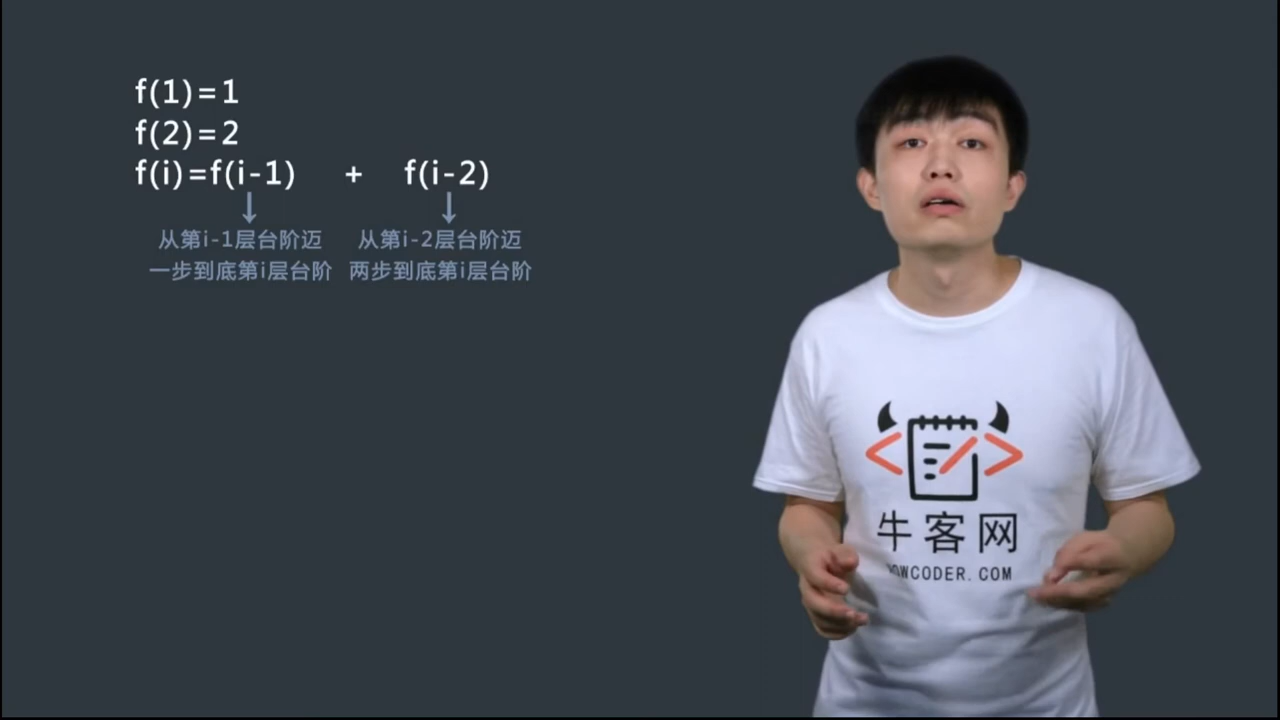 f(1)=1
f(2)=2
f(i)=f(i-1) + f(i-2)
从第i-1层台阶迈 从第i-2层台阶迈
一步到底第i层台阶 两步到底第i层台阶
牛客网
OWCODER.COM